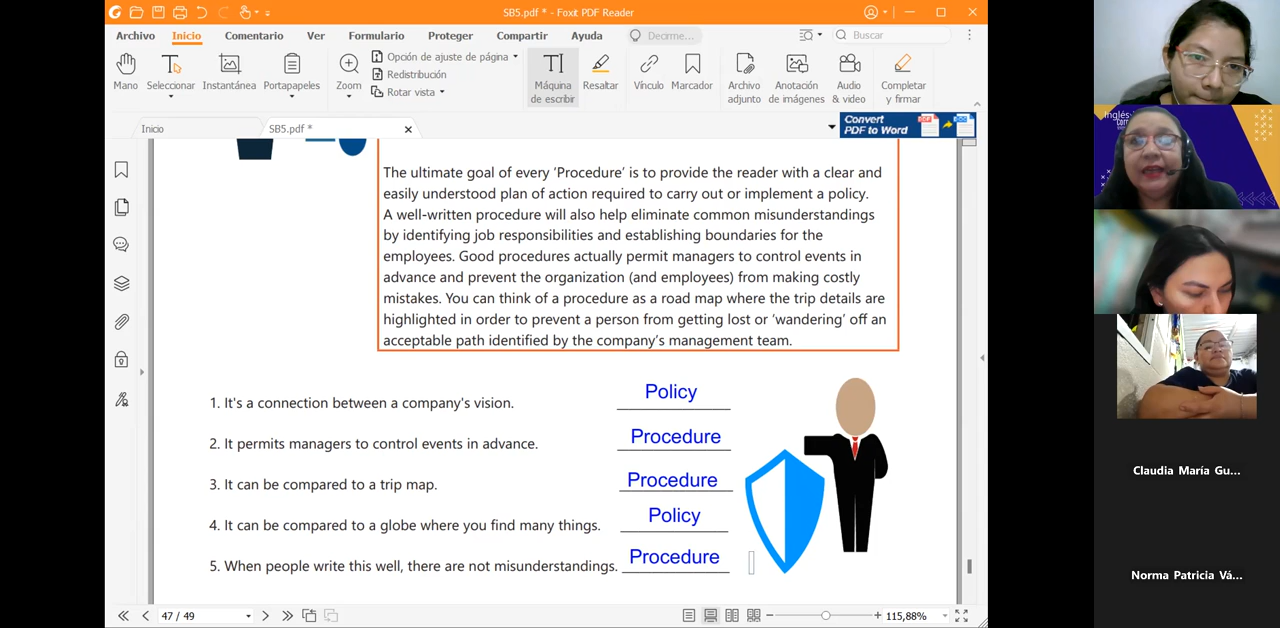 SB5.pdf * - Foxit PDF Reader
Archivo Inicio Comentario Ver Formulario Proteger Compartir Ayuda Decirme... Buscar
Mano
Seleccionar
Instantánea
Portapapeles
Zoom
Opción de ajuste de página
Redistribución
Rotar vista
Máquina de escribir
Resaltar
Vínculo
Marcador
Archivo adjunto
Anotación de imágenes
Audio & video
Completar y firmar
Inicio
SB5.pdf *
Convert
PDF to Word
The ultimate goal of every ‘Procedure’ is to provide the reader with a clear and
easily understood plan of action required to carry out or implement a policy.
A well-written procedure will also help eliminate common misunderstandings
by identifying job responsibilities and establishing boundaries for the
employees. Good procedures actually permit managers to control events in
advance and prevent the organization (and employees) from making costly
mistakes. You can think of a procedure as a road map where the trip details are
highlighted in order to prevent a person from getting lost or ‘wandering’ off an
acceptable path identified by the company’s management team.
1. It's a connection between a company's vision. Policy
2. It permits managers to control events in advance. Procedure
3. It can be compared to a trip map. Procedure
4. It can be compared to a globe where you find many things. Policy
5. When people write this well, there are not misunderstandings. Procedure
47 / 49
115,88%
Inglés
Claudia María Gu...
Norma Patricia Vá...